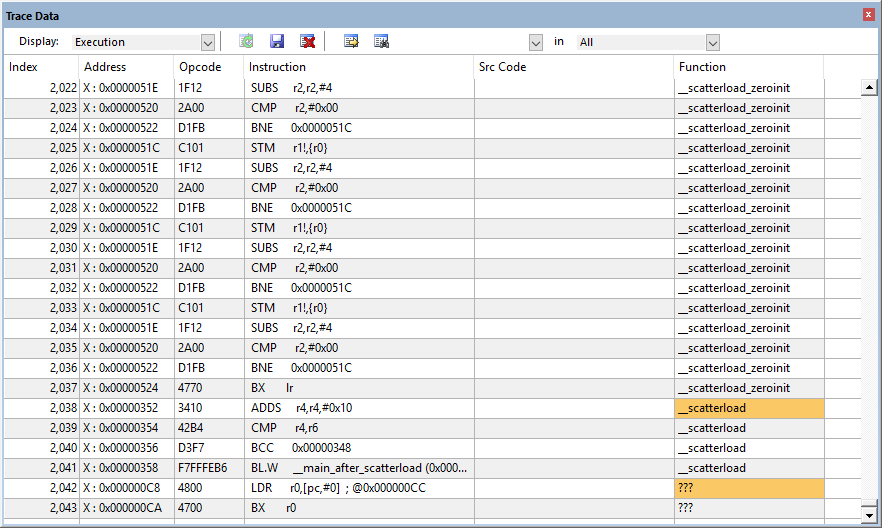 Trace Data
Display: Execution in All
Index Address Opcode Instruction Src Code Function
2,022 X : 0x0000051E 1F12 SUBS r2,r2,#4 __scatterload_zeroinit
2,023 X : 0x00000520 2A00 CMP r2,#0x00 __scatterload_zeroinit
2,024 X : 0x00000522 D1FB BNE 0x0000051C __scatterload_zeroinit
2,025 X : 0x0000051C C101 STM r1!,{r0} __scatterload_zeroinit
2,026 X : 0x0000051E 1F12 SUBS r2,r2,#4 __scatterload_zeroinit
2,027 X : 0x00000520 2A00 CMP r2,#0x00 __scatterload_zeroinit
2,028 X : 0x00000522 D1FB BNE 0x0000051C __scatterload_zeroinit
2,029 X : 0x0000051C C101 STM r1!,{r0} __scatterload_zeroinit
2,030 X : 0x0000051E 1F12 SUBS r2,r2,#4 __scatterload_zeroinit
2,031 X : 0x00000520 2A00 CMP r2,#0x00 __scatterload_zeroinit
2,032 X : 0x00000522 D1FB BNE 0x0000051C __scatterload_zeroinit
2,033 X : 0x0000051C C101 STM r1!,{r0} __scatterload_zeroinit
2,034 X : 0x0000051E 1F12 SUBS r2,r2,#4 __scatterload_zeroinit
2,035 X : 0x00000520 2A00 CMP r2,#0x00 __scatterload_zeroinit
2,036 X : 0x00000522 D1FB BNE 0x0000051C __scatterload_zeroinit
2,037 X : 0x00000524 4770 BX lr __scatterload_zeroinit
2,038 X : 0x00000352 3410 ADDS r4,r4,#0x10 __scatterload
2,039 X : 0x00000354 42B4 CMP r4,r6 __scatterload
2,040 X : 0x00000356 D3F7 BCC 0x00000348 __scatterload
2,041 X : 0x00000358 F7FFFEB6 BL.W __main_after_scatterload (0x000... __scatterload
2,042 X : 0x000000C8 4800 LDR r0,[pc,#0] ; @0x000000CC ???
2,043 X : 0x000000CA 4700 BX r0 ???